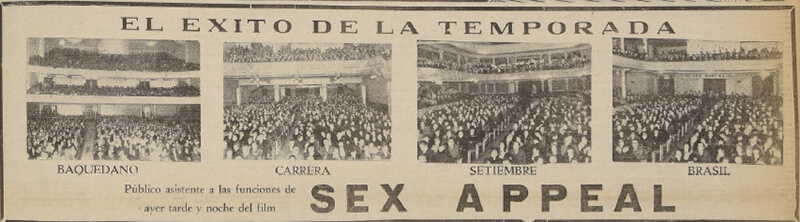 EL EXITO DE LA TEMPORADA
BAQUEDANO
CARRERA
SETIEMBRE
BRASIL
Público asistente a las funciones de
ayer tarde y noche del film
SEX APPEAL